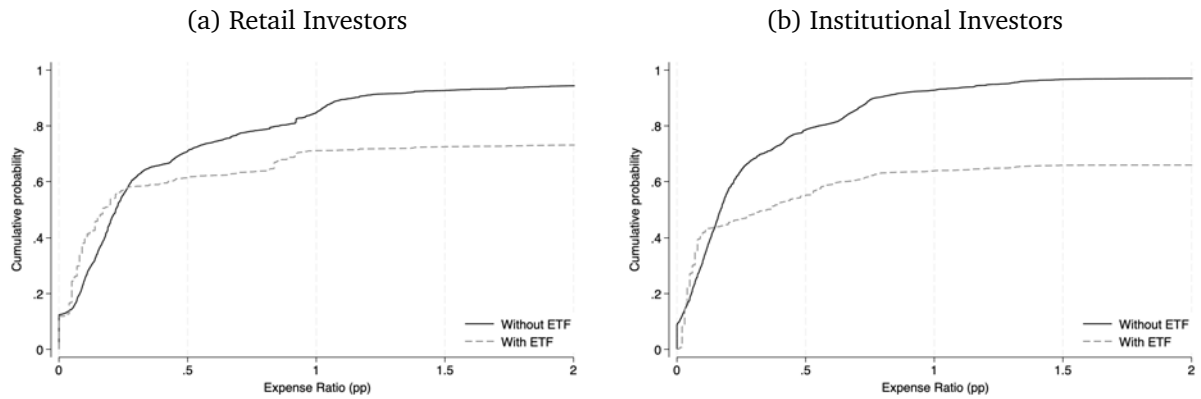 (a) Retail Investors
1
.8
.6
.4
.2
0
Cumulative probability
Without ETF
With ETF
0 .5 1 1.5 2
Expense Ratio (pp)
(b) Institutional Investors
1
.8
.6
.4
.2
0
Cumulative probability
Without ETF
With ETF
0 .5 1 1.5 2
Expense Ratio (pp)